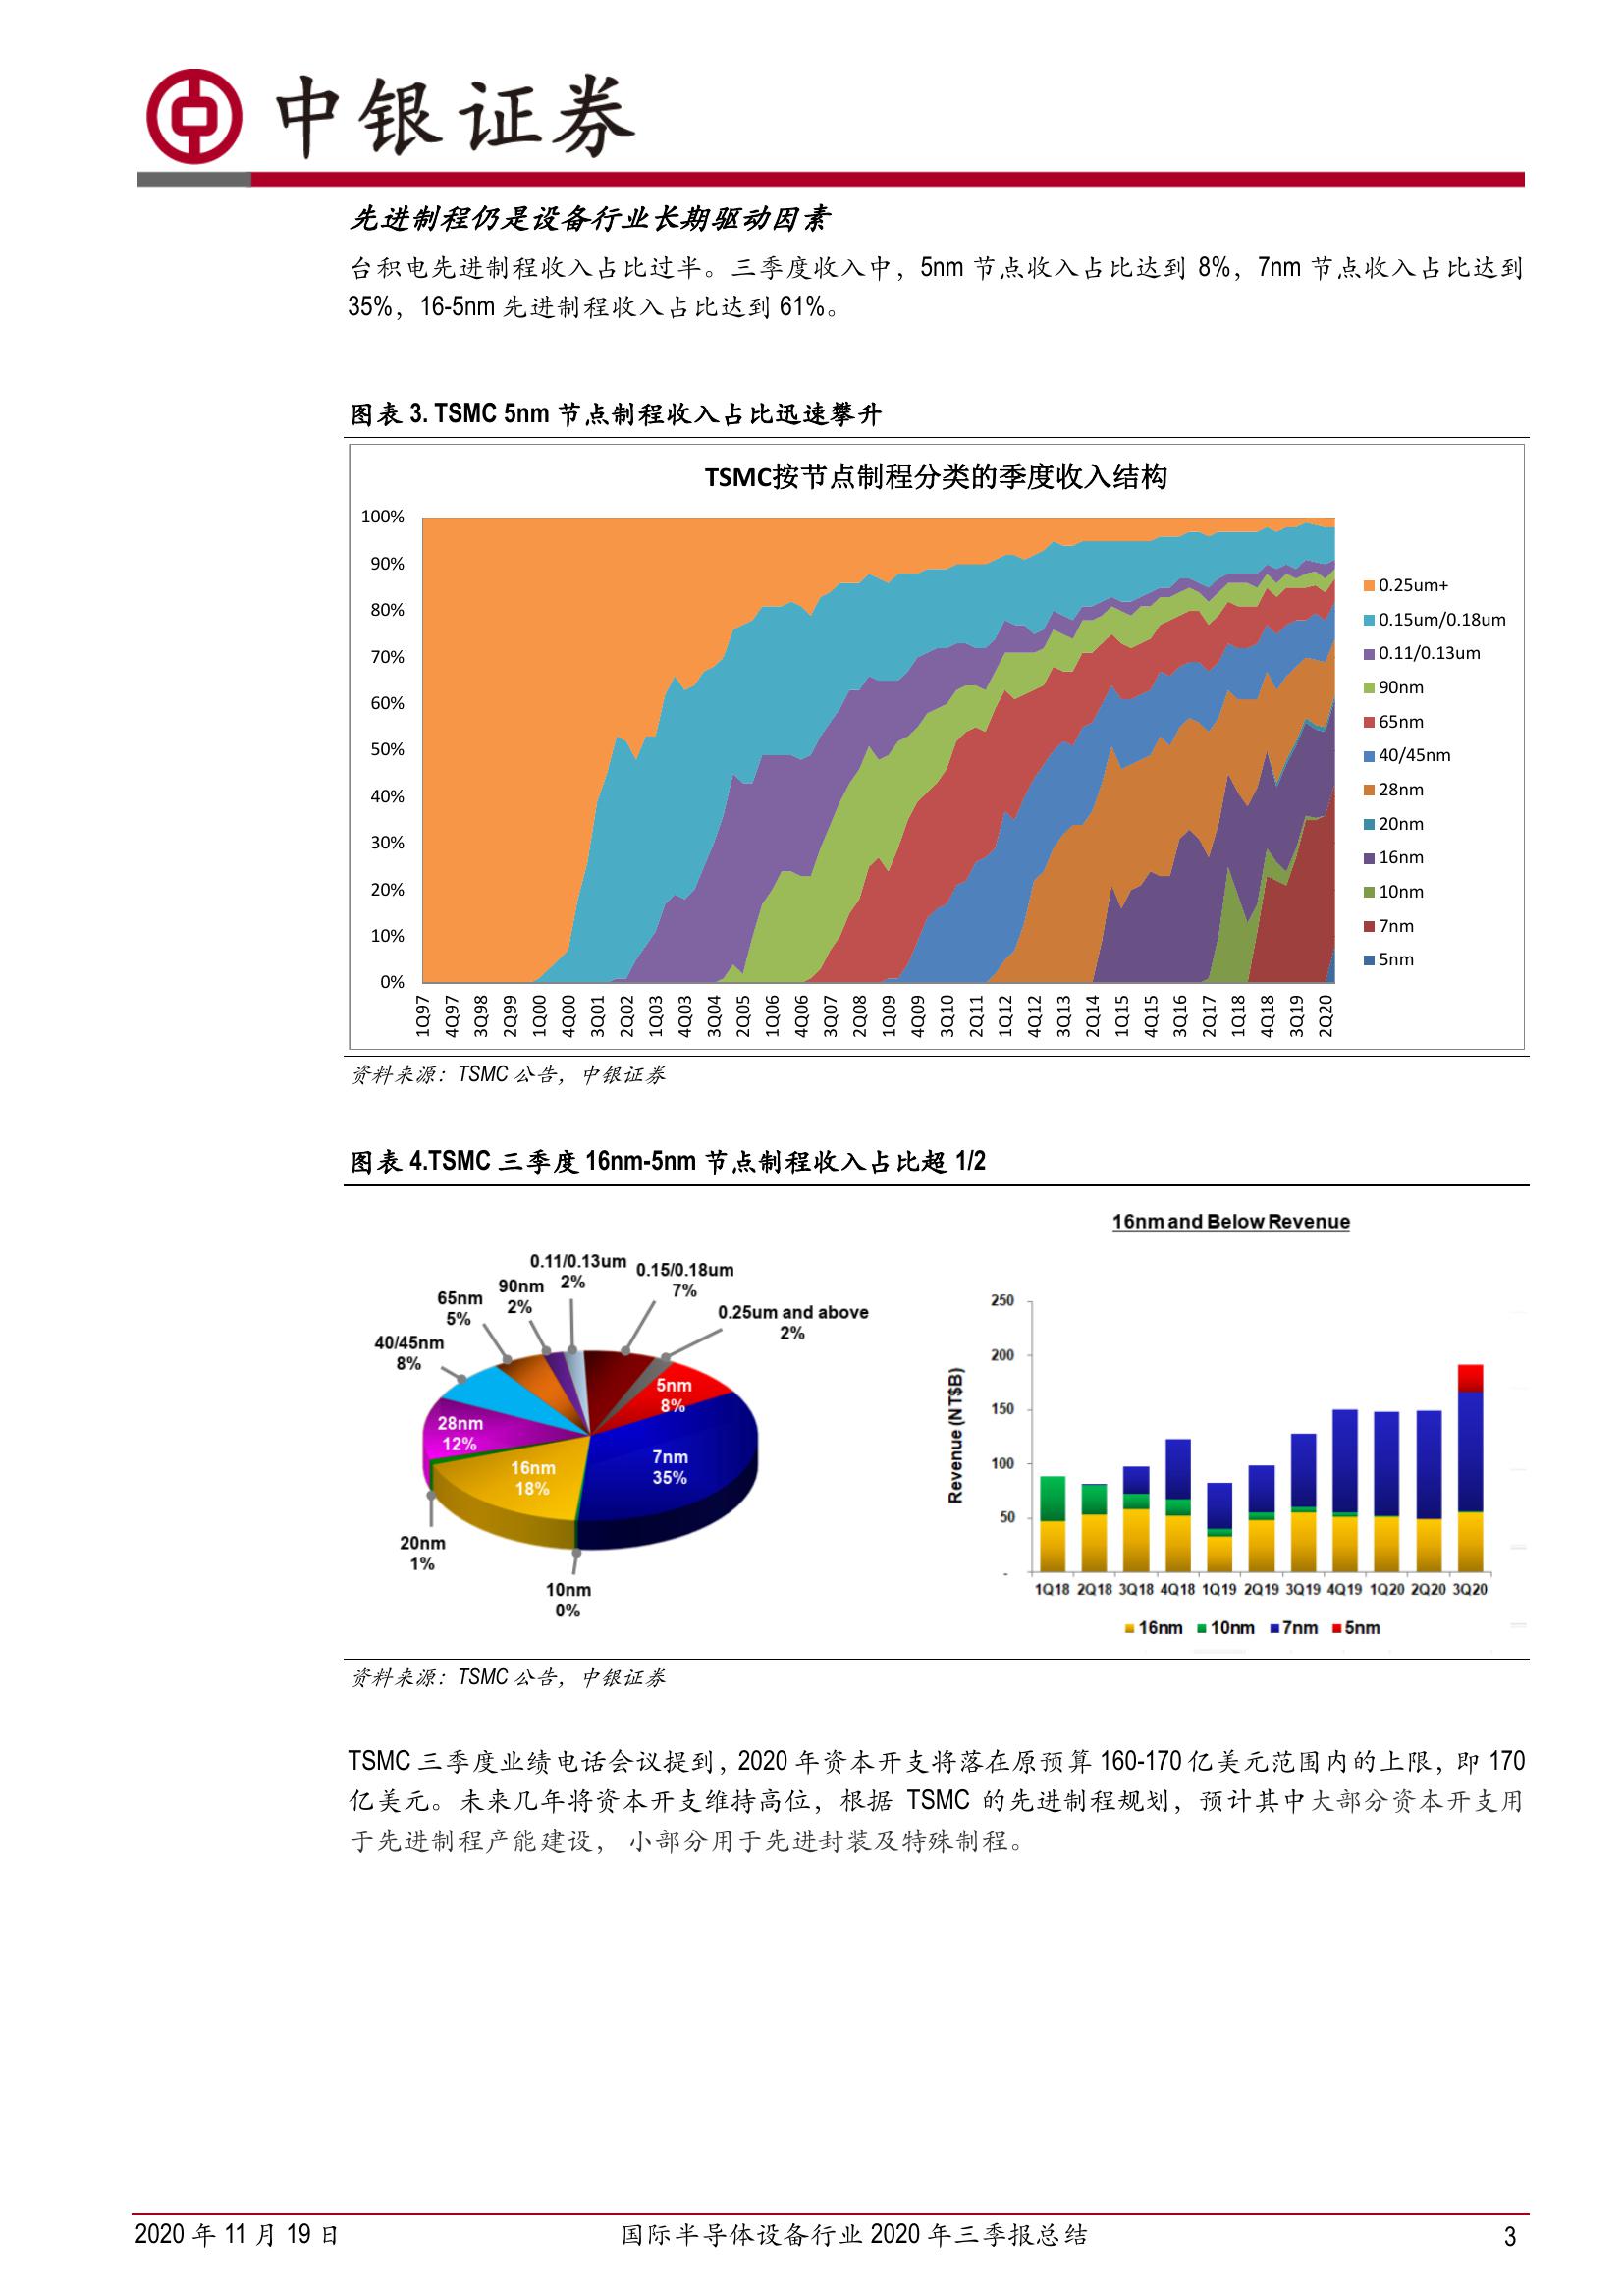 中银证券
先进制程仍是设备行业长期驱动因素
台积电先进制程收入占比过半。三季度收入中，5nm 节点收入占比达到 8%，7nm 节点收入占比达到
35%，16-5nm 先进制程收入占比达到 61%。
图表 3. TSMC 5nm 节点制程收入占比迅速攀升
TSMC按节点制程分类的季度收入结构
100%
90%
80%
70%
60%
50%
40%
30%
20%
10%
0%
1Q97 4Q97 3Q98 2Q99 1Q00 4Q00 3Q01 2Q02 1Q03 4Q03 3Q04 2Q05 1Q06 4Q06 3Q07 2Q08 1Q09 4Q09 3Q10 2Q11 1Q12 4Q12 3Q13 2Q14 1Q15 4Q15 3Q16 2Q17 1Q18 4Q18 3Q19 2Q20
0.25um+
0.15um/0.18um
0.11/0.13um
90nm
65nm
40/45nm
28nm
20nm
16nm
10nm
7nm
5nm
资料来源：TSMC 公告，中银证券
图表 4.TSMC 三季度 16nm-5nm 节点制程收入占比超 1/2
0.11/0.13um
2%
0.15/0.18um
7%
90nm
2%
65nm
5%
0.25um and above
2%
40/45nm
8%
5nm
8%
28nm
12%
7nm
35%
16nm
18%
20nm
1%
10nm
0%
16nm and Below Revenue
Revenue (NT$B)
250
200
150
100
50
-
1Q18 2Q18 3Q18 4Q18 1Q19 2Q19 3Q19 4Q19 1Q20 2Q20 3Q20
16nm 10nm 7nm 5nm
资料来源：TSMC 公告，中银证券
TSMC 三季度业绩电话会议提到，2020 年资本开支将落在原预算 160-170 亿美元范围内的上限，即 170
亿美元。未来几年将资本开支维持高位，根据 TSMC 的先进制程规划，预计其中大部分资本开支用
于先进制程产能建设， 小部分用于先进封装及特殊制程。
2020 年 11 月 19 日 国际半导体设备行业 2020 年三季报总结 3